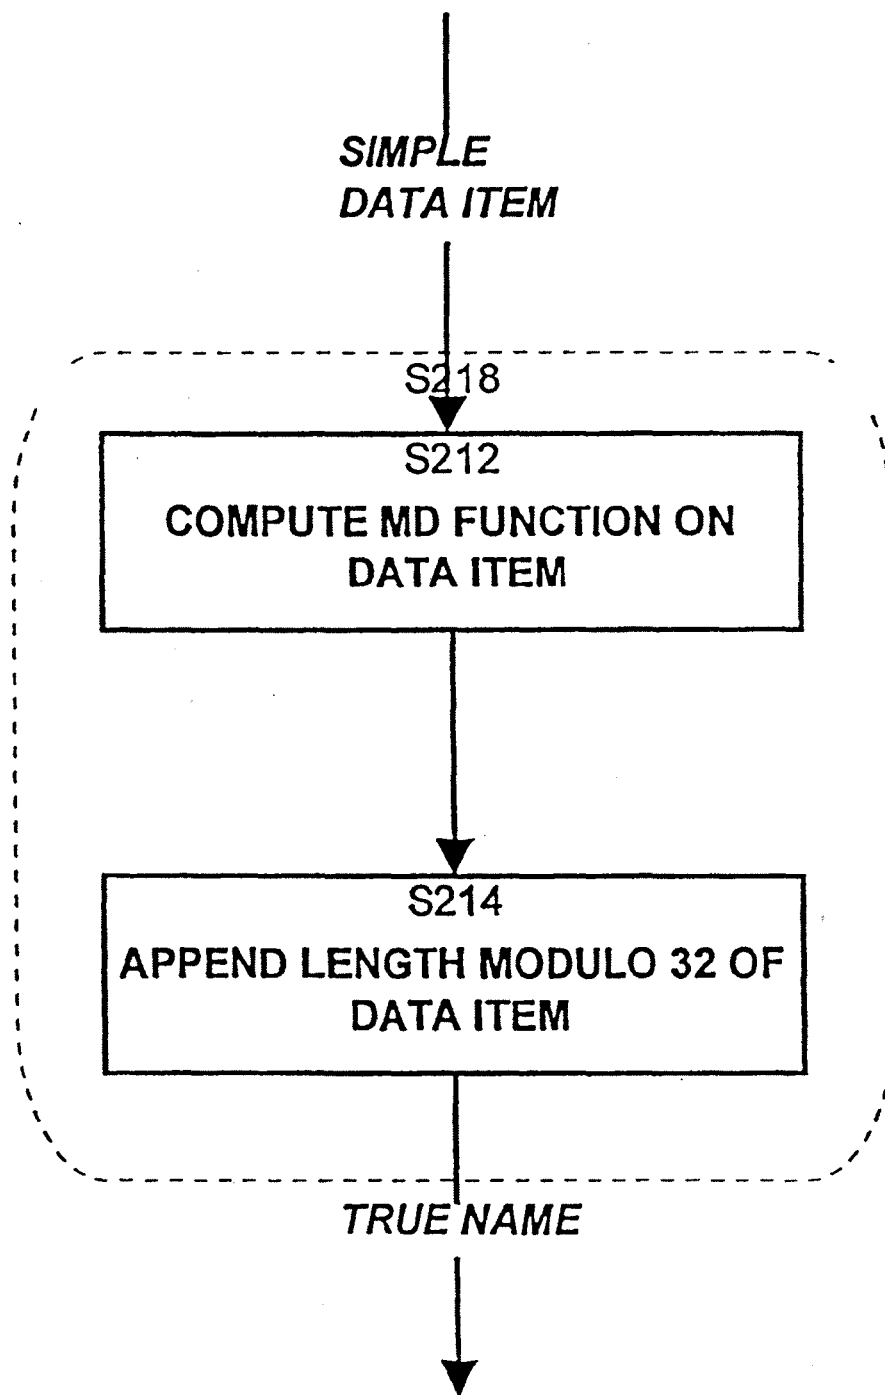 SIMPLE
DATA ITEM
S218
S212
COMPUTE MD FUNCTION ON
DATA ITEM
S214
APPEND LENGTH MODULO 32 OF
DATA ITEM
TRUE NAME